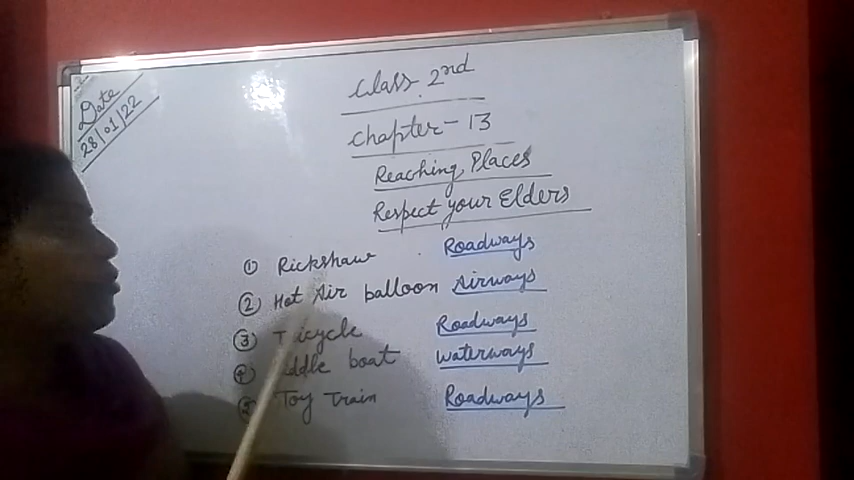 Date
28/01/22
Class 2nd
Chapter-13
Reaching Places
Respect your Elders
① Rickshaw Roadways
② Hot Air balloon Airways
③ Tricycle Roadways
④ boat waterways
⑤ Toy Train Roadways